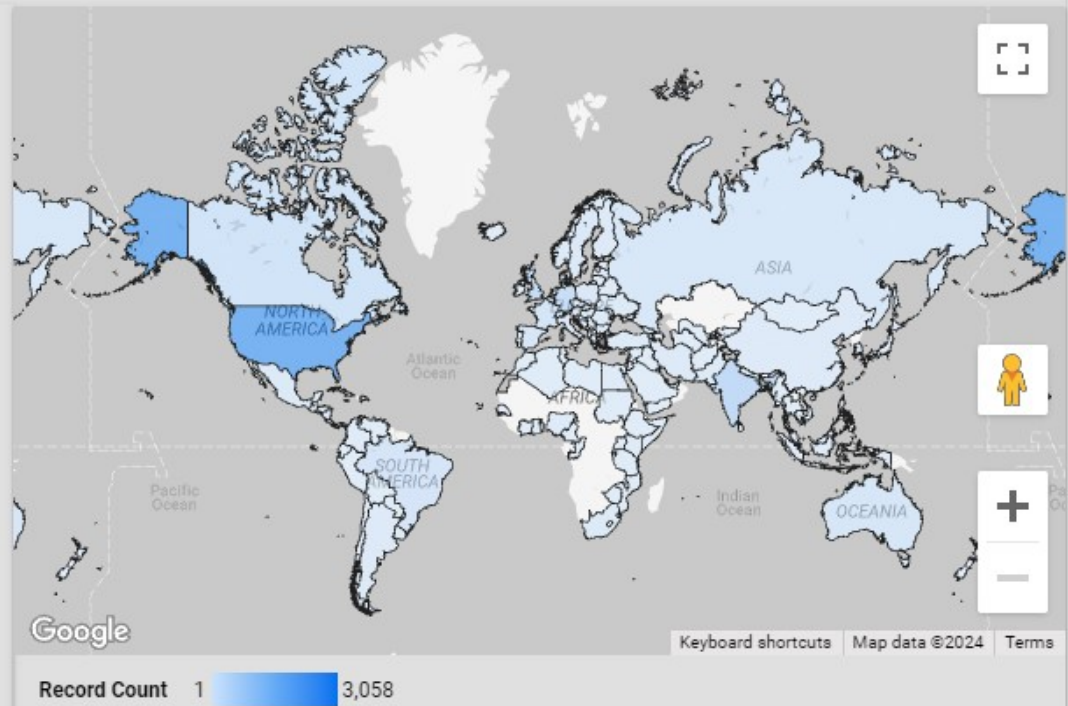 ASIA
NORTH
AMERICA
Atlantic
Ocean
AFRICA
SOUTH
AMERICA
Pacific
Ocean
Indian
Ocean
OCEANIA
Google
Keyboard shortcuts
Map data ©2024
Terms
Record Count 1 3,058